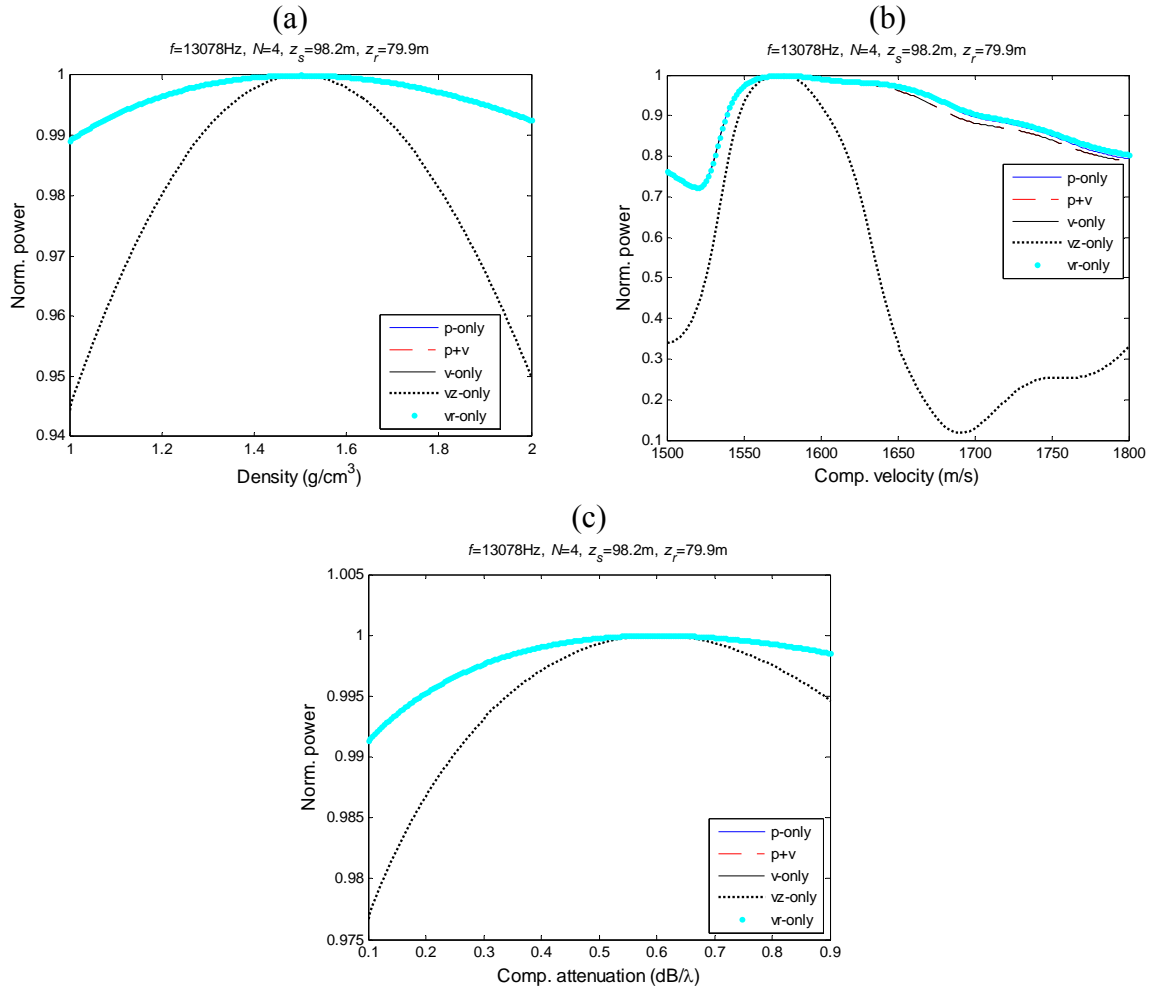 (a)
f=13078Hz, N=4, z_s=98.2m, z_r=79.9m
1
0.99
0.98
0.97
0.96
0.95
0.94
Norm. power
p-only
p+v
v-only
vz-only
vr-only
1 1.2 1.4 1.6 1.8 2
Density (g/cm³)
(b)
f=13078Hz, N=4, z_s=98.2m, z_r=79.9m
1
0.9
0.8
0.7
0.6
0.5
0.4
0.3
0.2
0.1
Norm. power
p-only
p+v
v-only
vz-only
vr-only
1500 1550 1600 1650 1700 1750 1800
Comp. velocity (m/s)
(c)
f=13078Hz, N=4, z_s=98.2m, z_r=79.9m
1.005
1
0.995
0.99
0.985
0.98
0.975
Norm. power
p-only
p+v
v-only
vz-only
vr-only
0.1 0.2 0.3 0.4 0.5 0.6 0.7 0.8 0.9
Comp. attenuation (dB/λ)